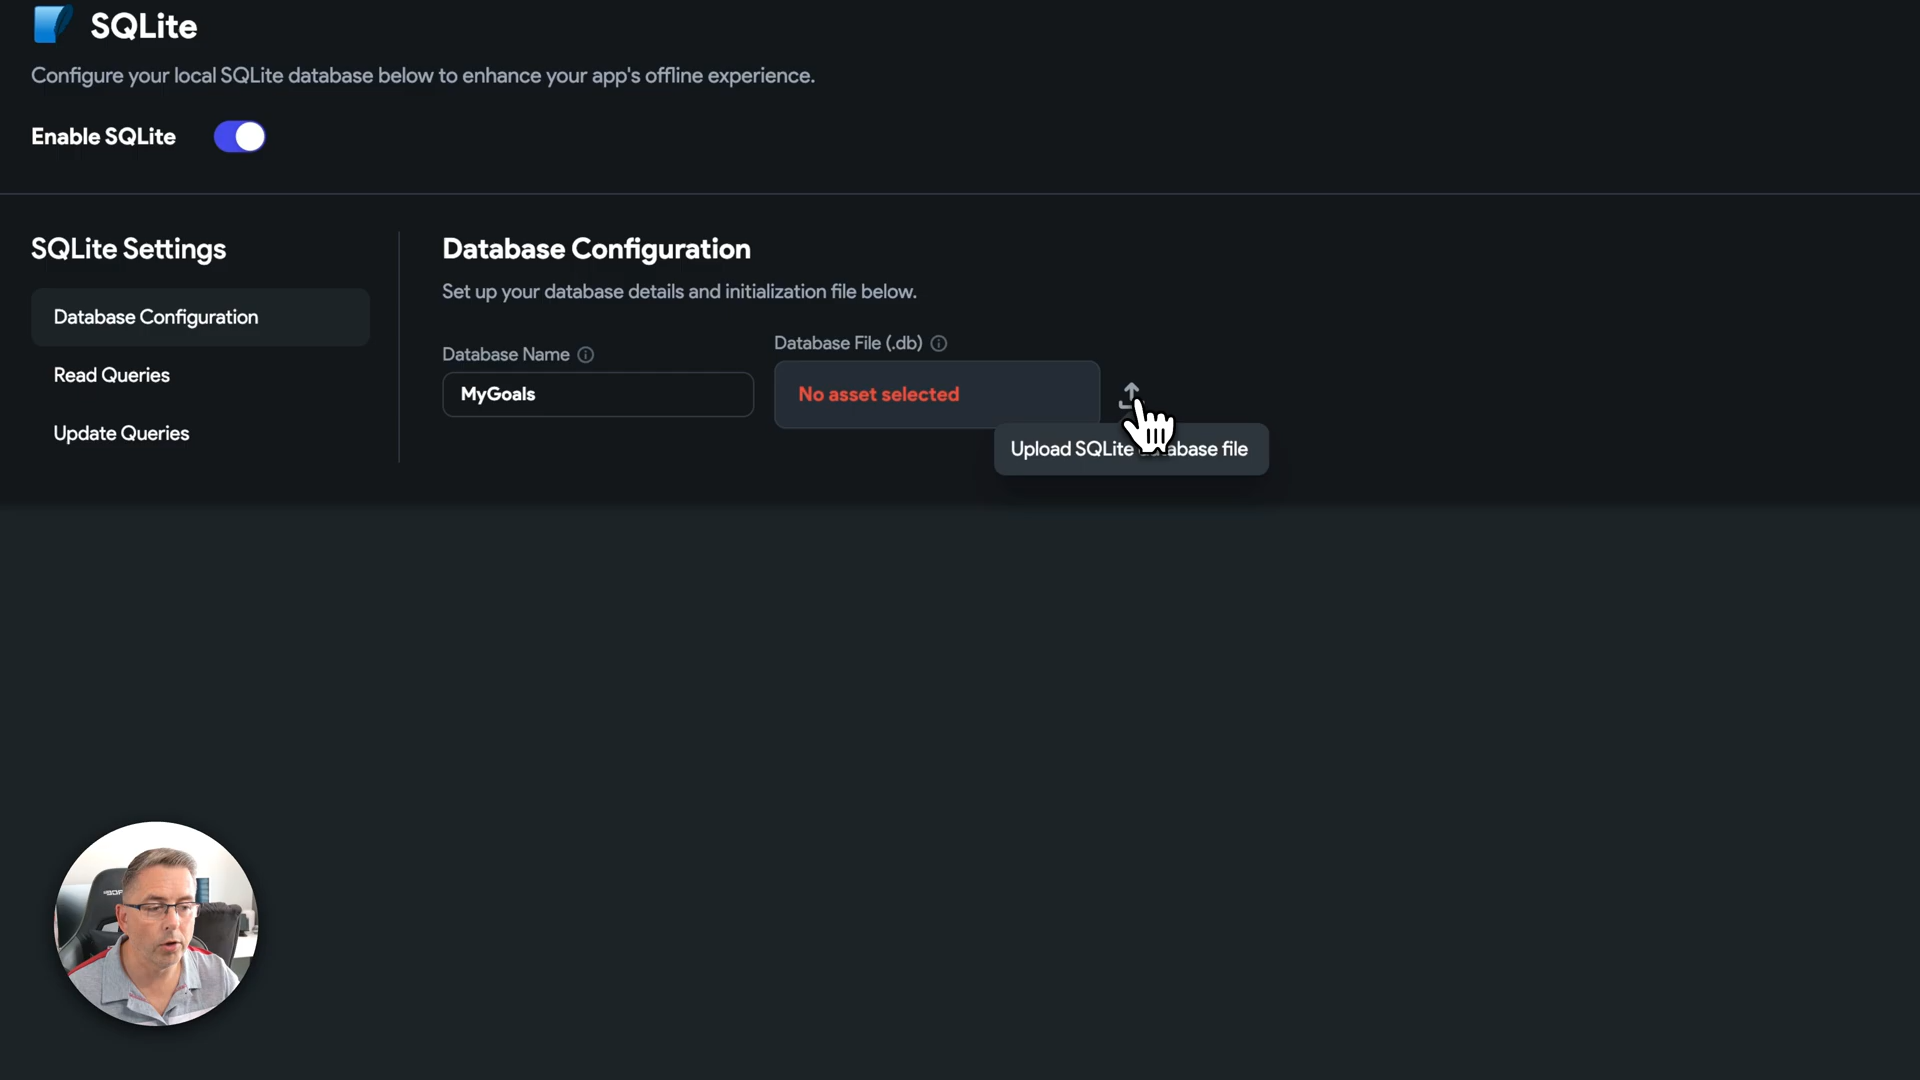 SQLite
Configure your local SQLite database below to enhance your app's offline experience.
Enable SQLite
SQLite Settings
Database Configuration
Read Queries
Update Queries
Database Configuration
Set up your database details and initialization file below.
Database Name
MyGoals
Database File (.db)
No asset selected
Upload SQLite database file